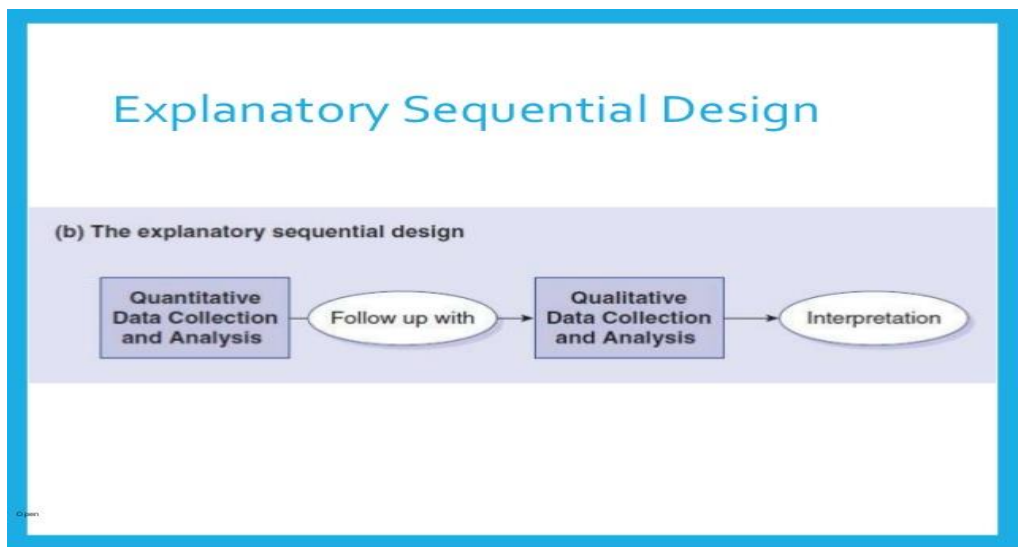 Explanatory Sequential Design
(b) The explanatory sequential design
Quantitative
Data Collection
and Analysis
Follow up with
Qualitative
Data Collection
and Analysis
Interpretation
Open